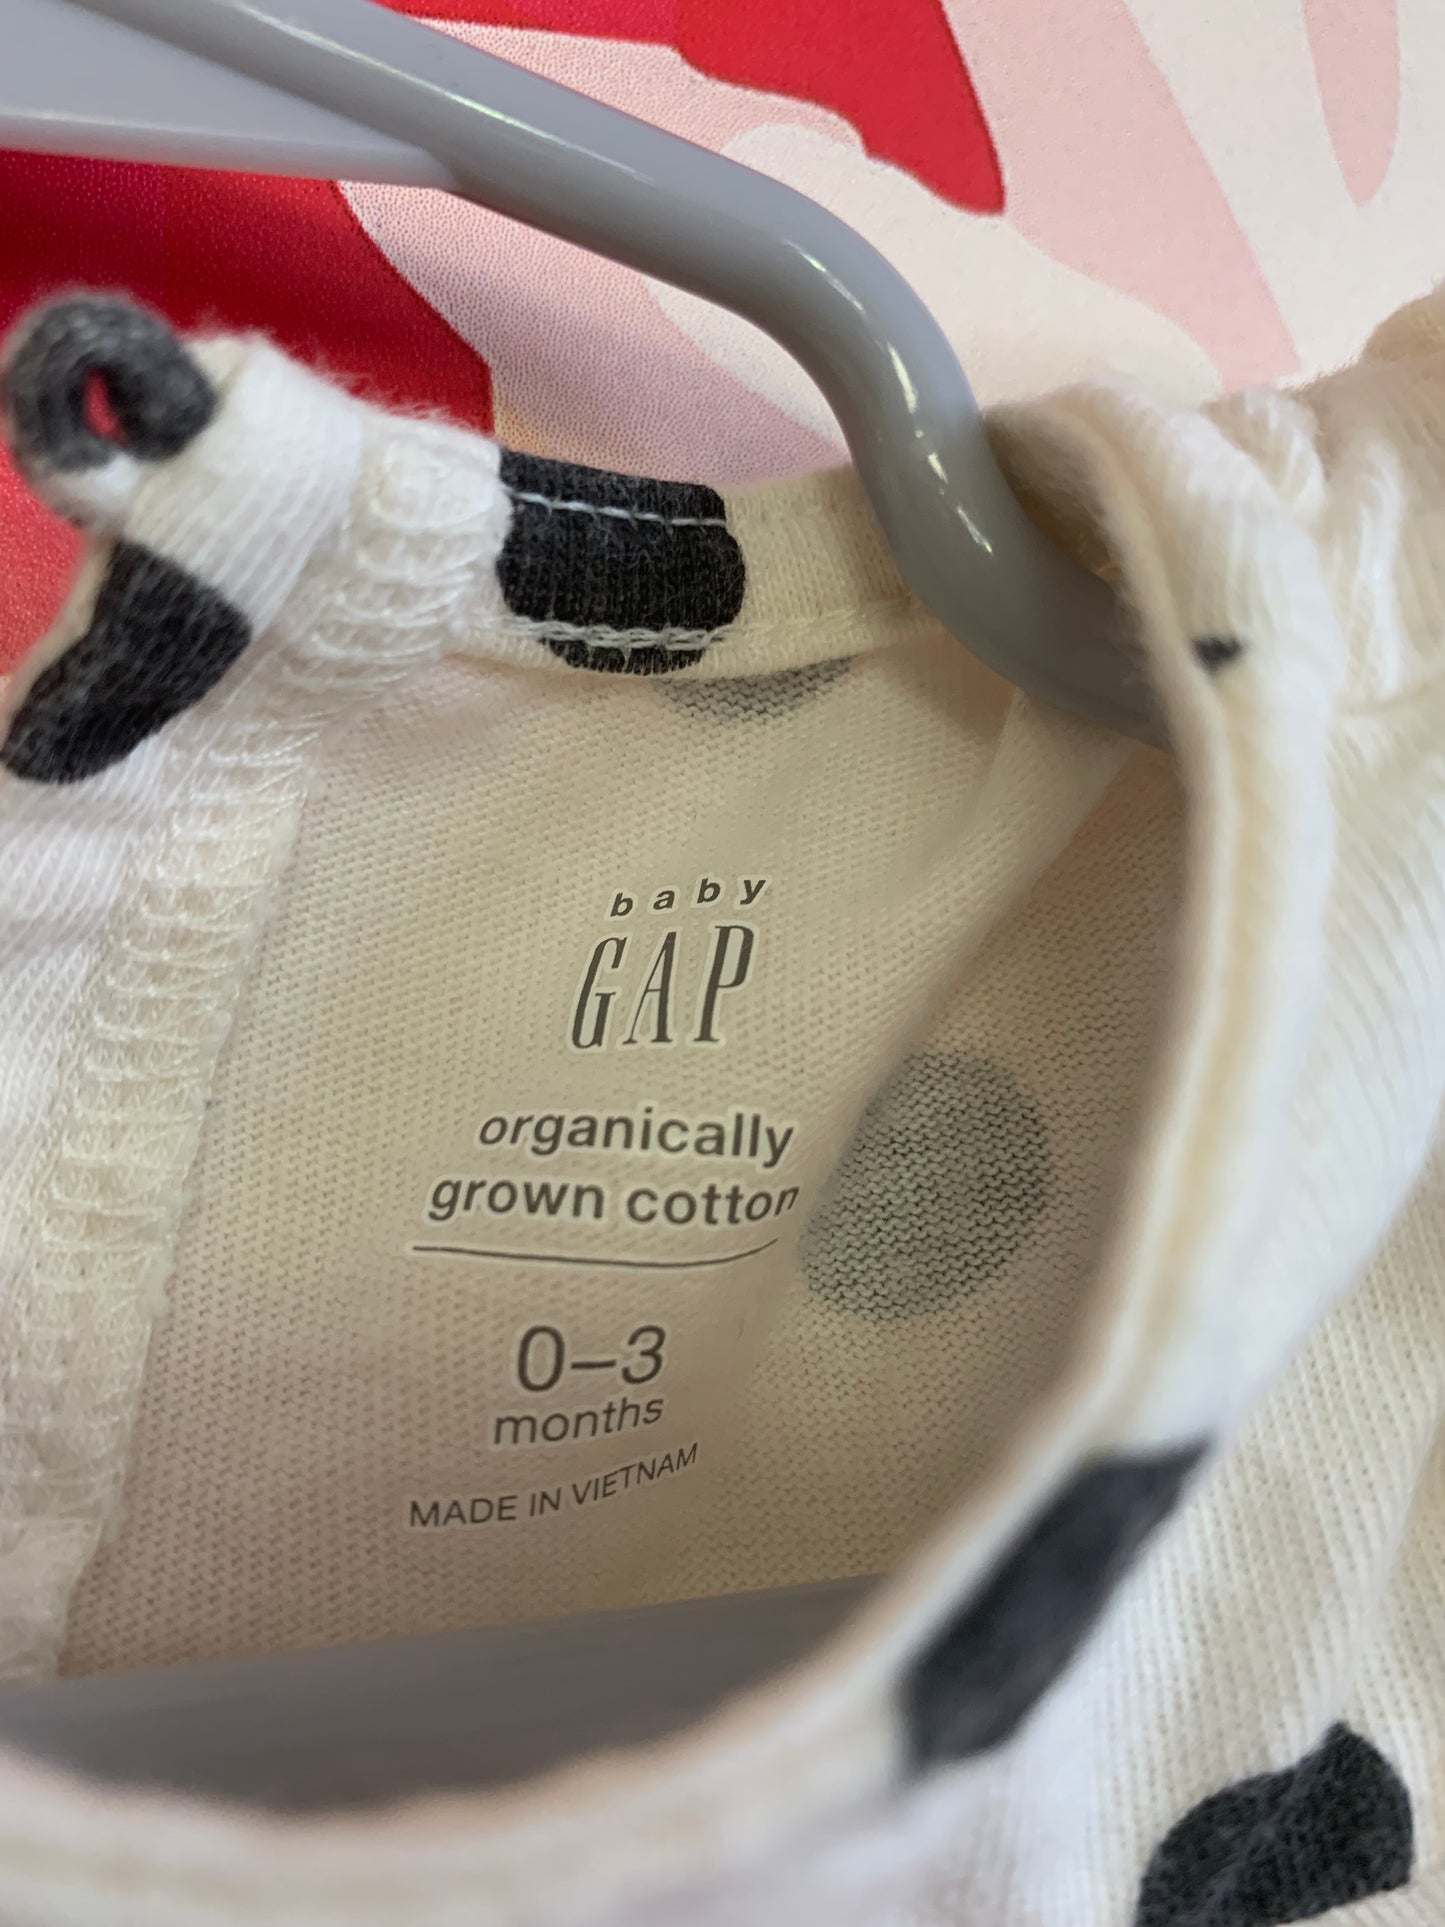 baby
GAP
organically
grown cotton
0–3
months
MADE IN VIETNAM